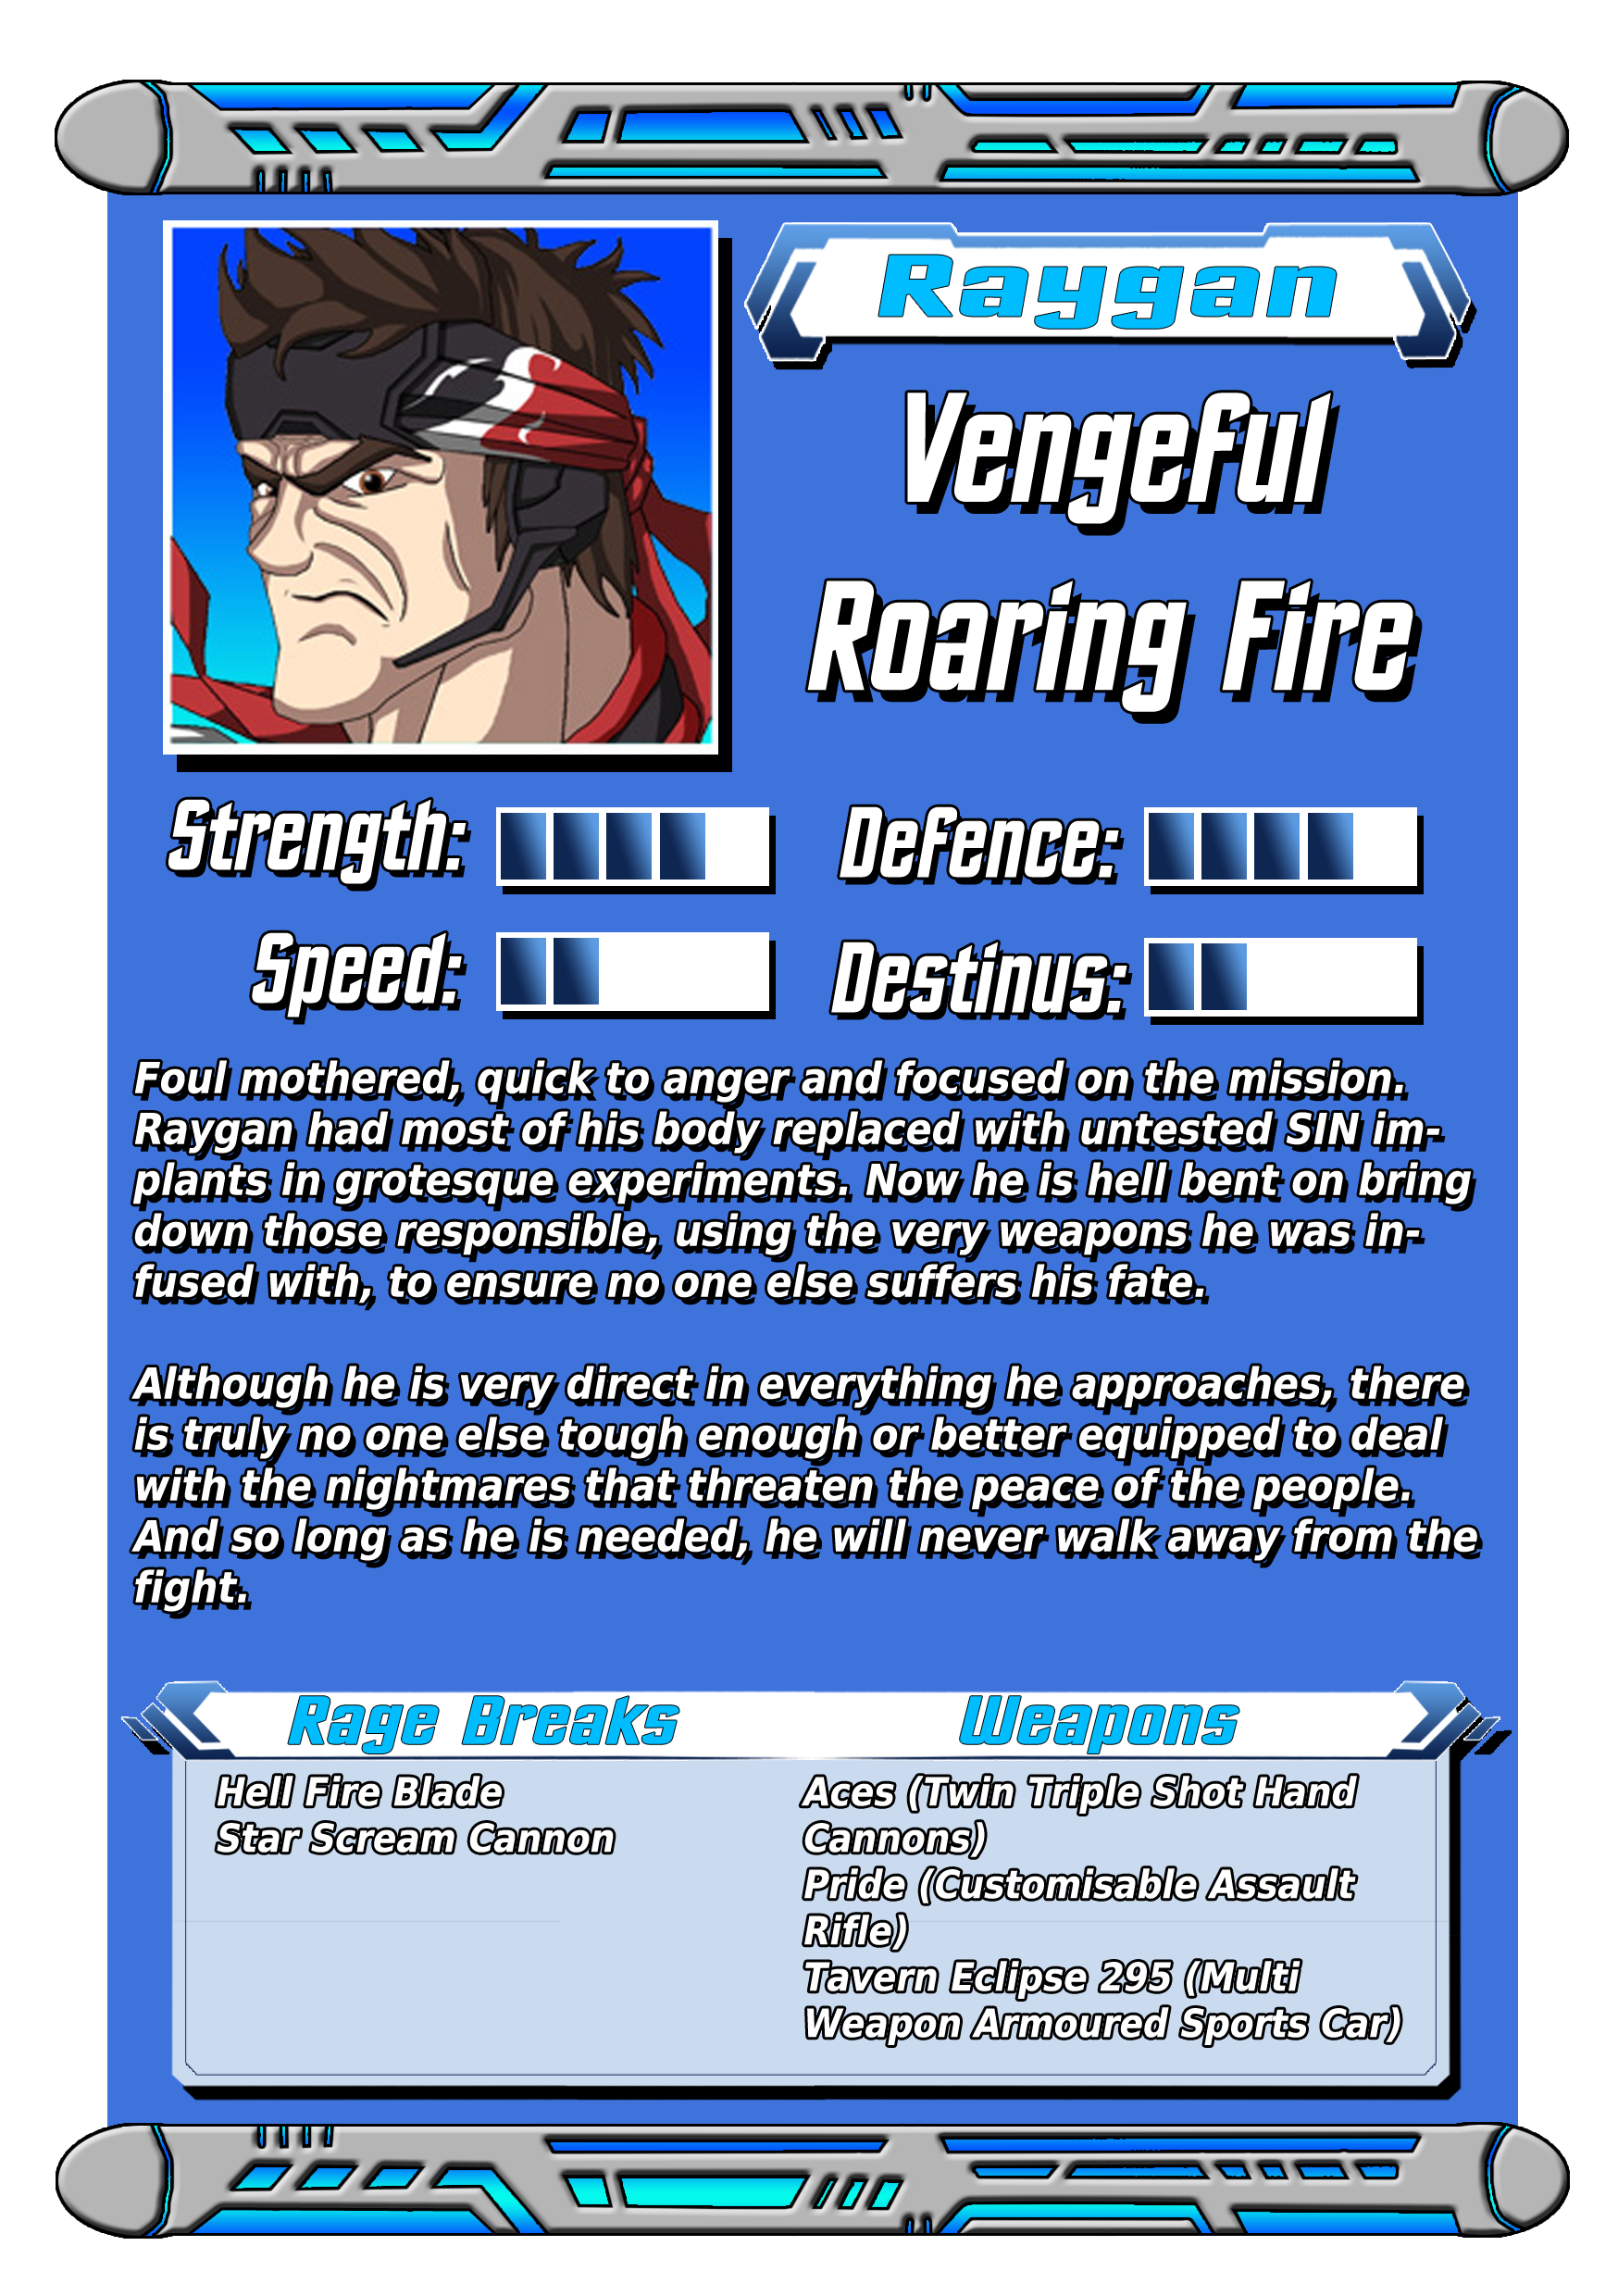 Raygan
Vengeful
Roaring Fire
Strength:
Defence:
Speed:
Destinus:
Foul mothered, quick to anger and focused on the mission.
Raygan had most of his body replaced with untested SIN im-
plants in grotesque experiments. Now he is hell bent on bring
down those responsible, using the very weapons he was in-
fused with, to ensure no one else suffers his fate.
Although he is very direct in everything he approaches, there
is truly no one else tough enough or better equipped to deal
with the nightmares that threaten the peace of the people.
And so long as he is needed, he will never walk away from the
fight.
Rage Breaks
Hell Fire Blade
Star Scream Cannon
Weapons
Aces (Twin Triple Shot Hand
Cannons)
Pride (Customisable Assault
Rifle)
Tavern Eclipse 295 (Multi
Weapon Armoured Sports Car)